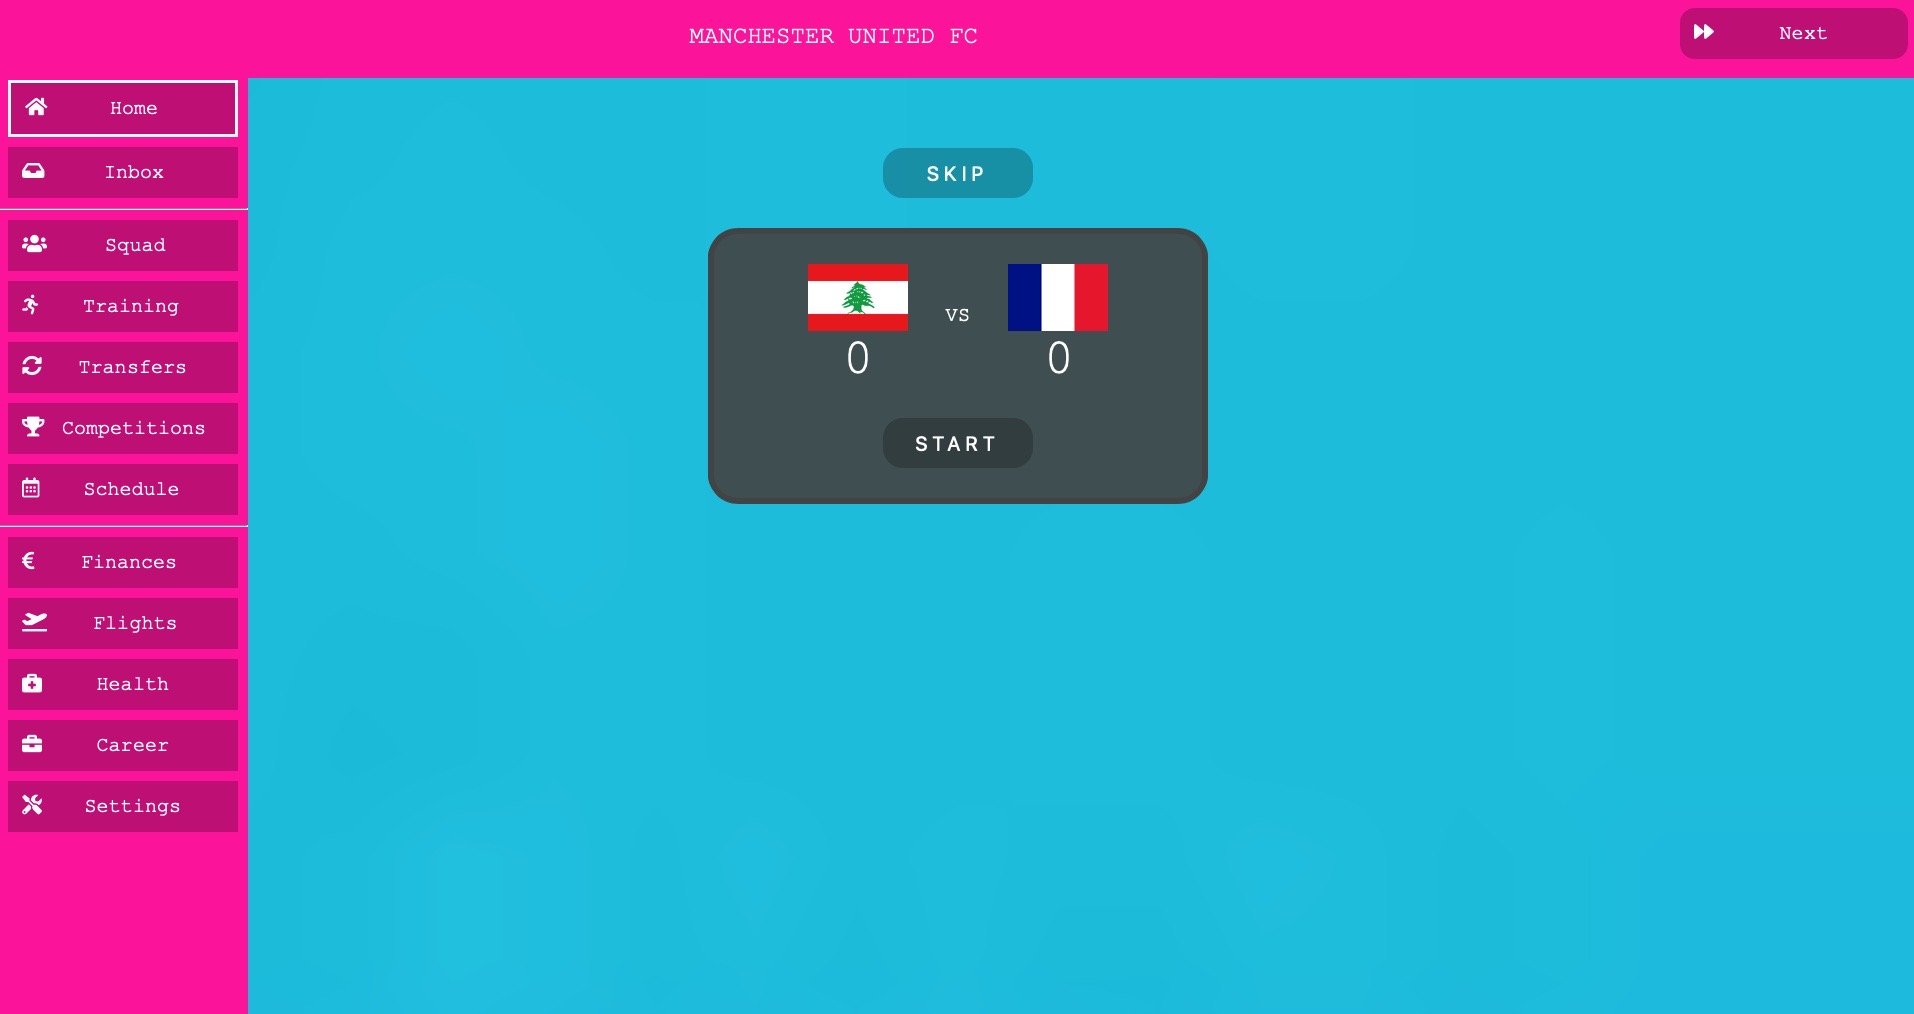 MANCHESTER UNITED FC
Next
Home
Inbox
Squad
Training
Transfers
Competitions
Schedule
Finances
Flights
Health
Career
Settings
SKIP
vs
0 0
START